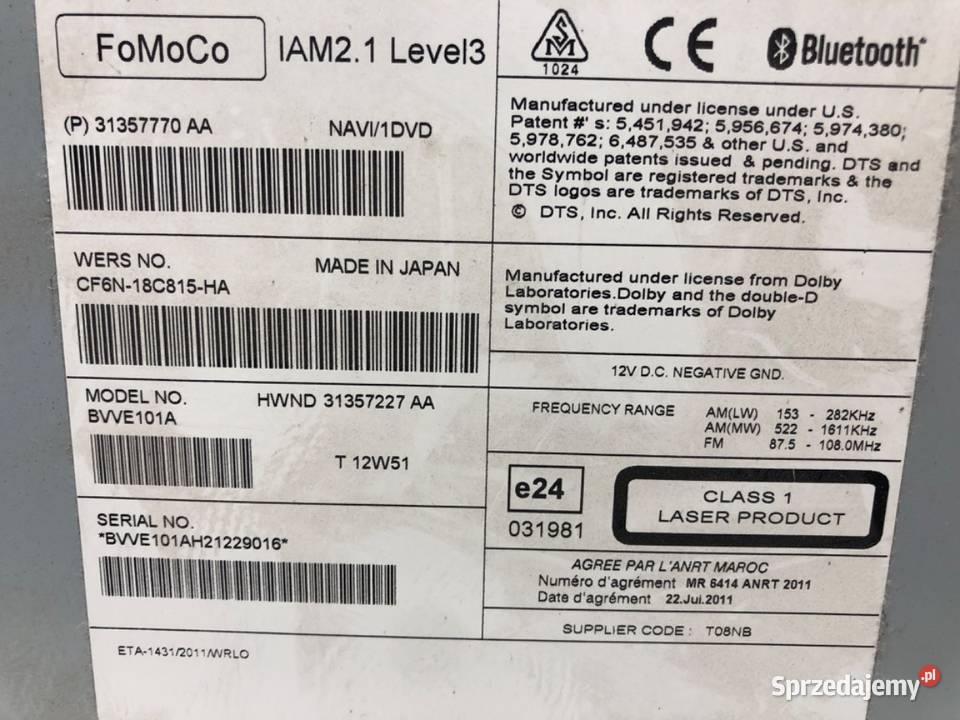 FoMoCo
IAM2.1 Level3
(P) 31357770 AA
NAVI/1DVD
WERS NO.
MADE IN JAPAN
CF6N-18C815-HA
MODEL NO.
HWND 31357227 AA
BVVE101A
T 12W51
SERIAL NO.
*BVVE101AH21229016*
ETA-1431/2011/WRLO
SM
1024
CE
Bluetooth
Manufactured under license under U.S.
Patent #' s: 5,451,942; 5,956,674; 5,974,380;
5,978,762; 6,487,535 & other U.S. and
worldwide patents issued & pending. DTS and
the Symbol are registered trademarks & the
DTS logos are trademarks of DTS, Inc.
© DTS, Inc. All Rights Reserved.
Manufactured under license from Dolby
Laboratories.Dolby and the double-D
symbol are trademarks of Dolby
Laboratories.
12V D.C. NEGATIVE GND.
FREQUENCY RANGE
AM(LW) 153 - 282KHz
AM(MW) 522 - 1611KHz
FM 87.5 - 108.0MHz
e24
031981
CLASS 1
LASER PRODUCT
AGREE PAR L'ANRT MAROC
Numéro d'agrément MR 6414 ANRT 2011
Date d'agrément 22.Jul.2011
SUPPLIER CODE : T08NB
Sprzedajemy.pl